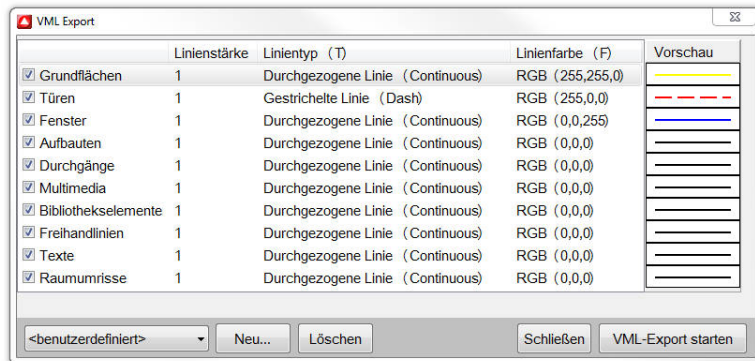 VML Export
Linienstärke Linientyp (T) Linienfarbe (F) Vorschau
Grundflächen 1 Durchgezogene Linie (Continuous) RGB (255,255,0)
Türen 1 Gestrichelte Linie (Dash) RGB (255,0,0)
Fenster 1 Durchgezogene Linie (Continuous) RGB (0,0,255)
Aufbauten 1 Durchgezogene Linie (Continuous) RGB (0,0,0)
Durchgänge 1 Durchgezogene Linie (Continuous) RGB (0,0,0)
Multimedia 1 Durchgezogene Linie (Continuous) RGB (0,0,0)
Bibliothekselemente 1 Durchgezogene Linie (Continuous) RGB (0,0,0)
Freihandlinien 1 Durchgezogene Linie (Continuous) RGB (0,0,0)
Texte 1 Durchgezogene Linie (Continuous) RGB (0,0,0)
Raumumrisse 1 Durchgezogene Linie (Continuous) RGB (0,0,0)
<benutzerdefiniert> Neu... Löschen Schließen VML-Export starten